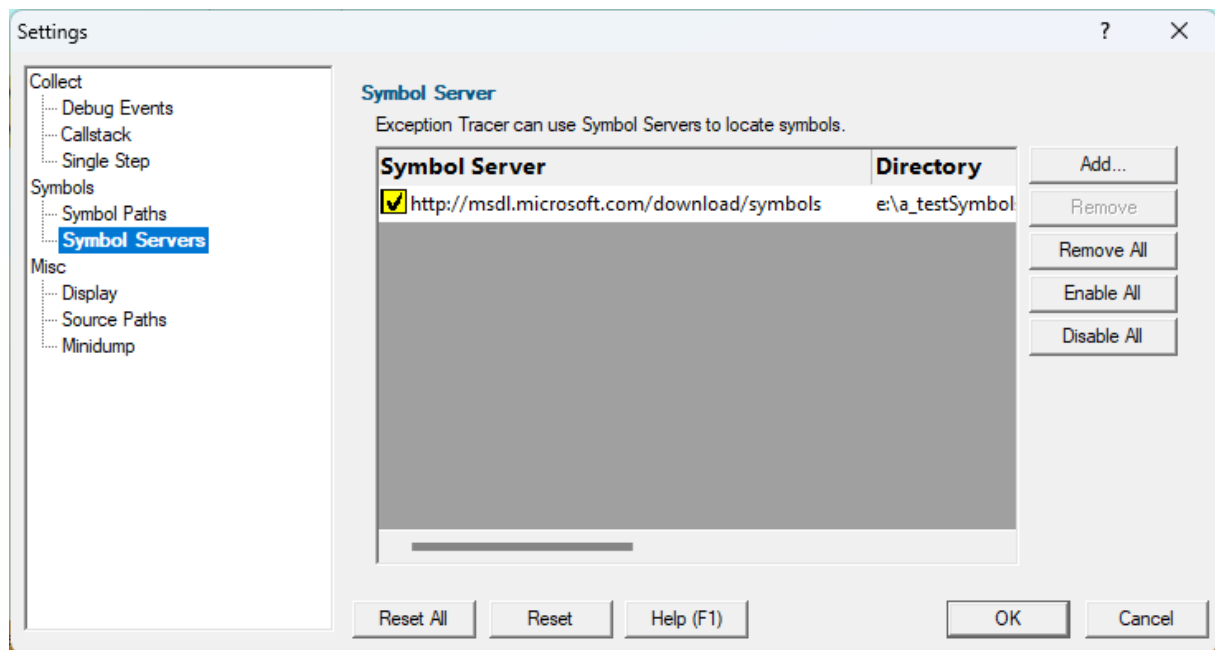 Settings
?
Collect
Debug Events
Callstack
Single Step
Symbols
Symbol Paths
Symbol Servers
Misc
Display
Source Paths
Minidump
Symbol Server
Exception Tracer can use Symbol Servers to locate symbols.
Symbol Server Directory
http://msdl.microsoft.com/download/symbols e:\a_testSymbol
Add...
Remove
Remove All
Enable All
Disable All
Reset All Reset Help (F1) OK Cancel